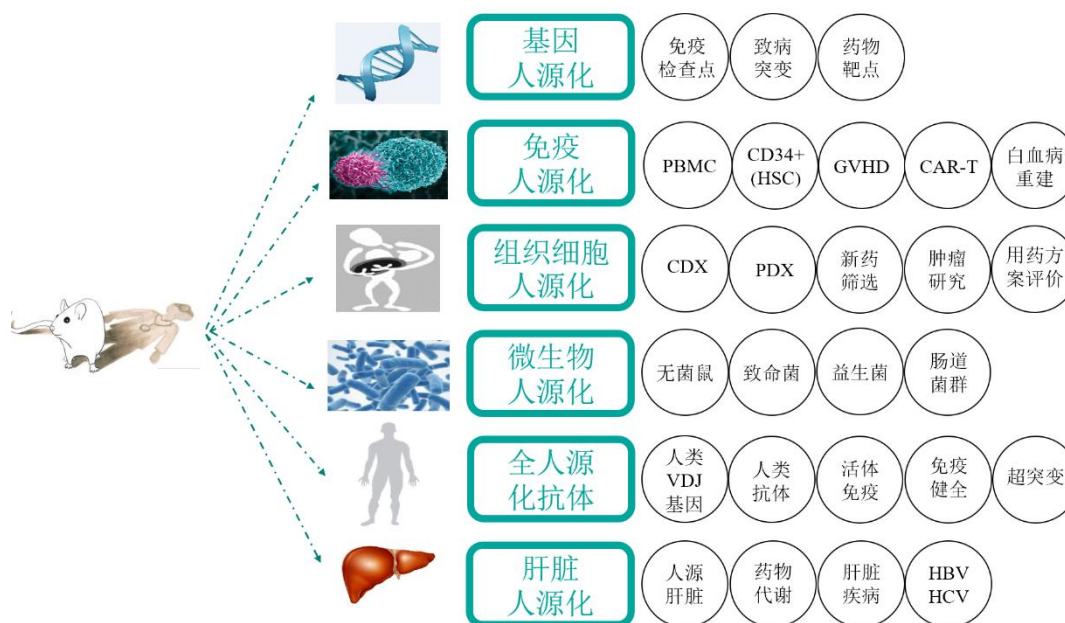 基因
人源化
免疫
检查点
致病
突变
药物
靶点
免疫
人源化
PBMC
CD34+
(HSC)
GVHD
CAR-T
白血病
重建
组织细胞
人源化
CDX
PDX
新药
筛选
肿瘤
研究
用药方
案评价
微生物
人源化
无菌鼠
致命菌
益生菌
肠道
菌群
全人源
化抗体
人类
VDJ
基因
人类
抗体
活体
免疫
免疫
健全
超突变
肝脏
人源化
人源
肝脏
药物
代谢
肝脏
疾病
HBV
HCV